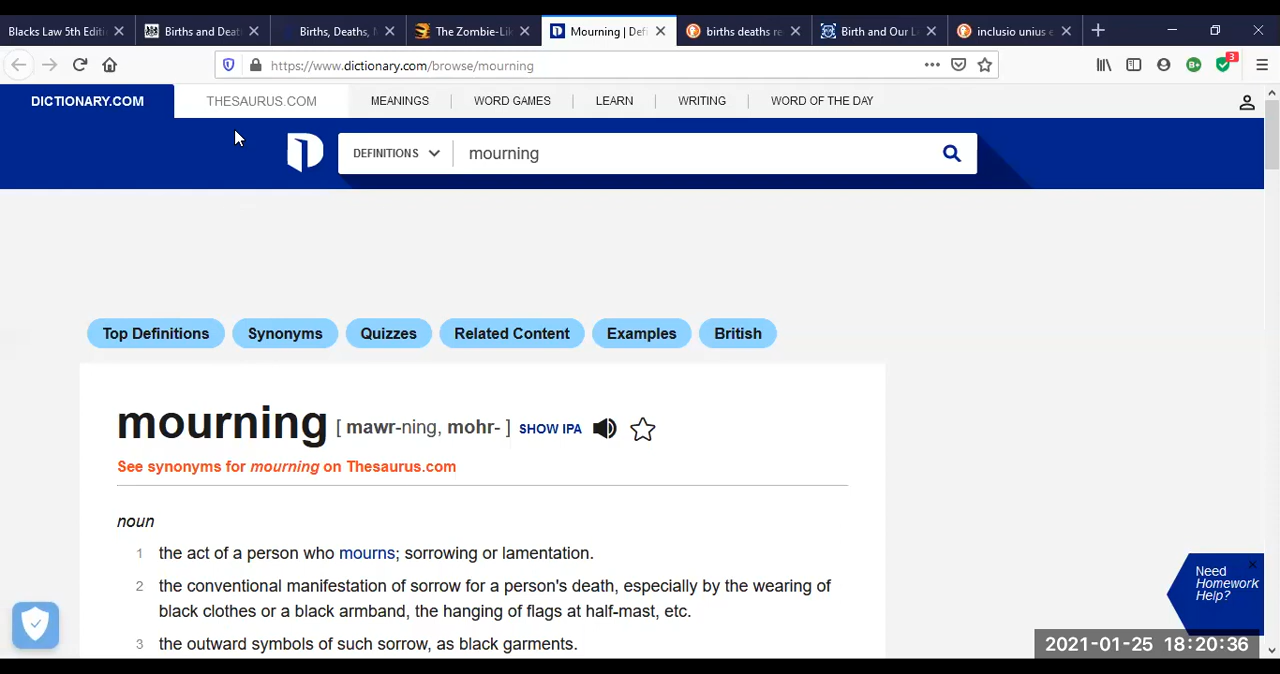 Blacks Law 5th Editi
Births and Deat
Births, Deaths, M
The Zombie-Lik
Mourning | Defi
births deaths re
Birth and Our Le
inclusio unius e
https://www.dictionary.com/browse/mourning
3
DICTIONARY.COM
THESAURUS.COM
MEANINGS
WORD GAMES
LEARN
WRITING
WORD OF THE DAY
DEFINITIONS
mourning
Top Definitions
Synonyms
Quizzes
Related Content
Examples
British
mourning [ mawr-ning, mohr- ] SHOW IPA
See synonyms for mourning on Thesaurus.com
noun
1 the act of a person who mourns; sorrowing or lamentation.
2 the conventional manifestation of sorrow for a person's death, especially by the wearing of
black clothes or a black armband, the hanging of flags at half-mast, etc.
3 the outward symbols of such sorrow, as black garments.
Need
Homework
Help?
2021-01-25 18:20:36